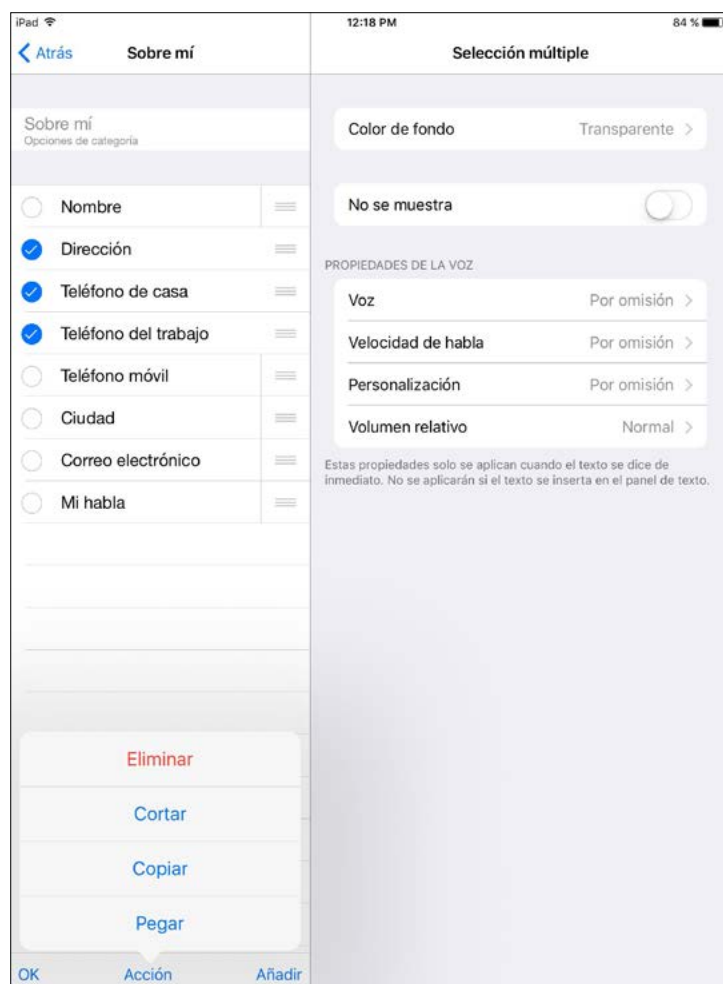 iPad
12:18 PM
84 %
Atrás
Sobre mí
Selección múltiple
Sobre mí
Opciones de categoría
Nombre
Dirección
Teléfono de casa
Teléfono del trabajo
Teléfono móvil
Ciudad
Correo electrónico
Mi habla
Eliminar
Cortar
Copiar
Pegar
OK
Acción
Añadir
Color de fondo
Transparente
No se muestra
PROPIEDADES DE LA VOZ
Voz
Por omisión
Velocidad de habla
Por omisión
Personalización
Por omisión
Volumen relativo
Normal
Estas propiedades solo se aplican cuando el texto se dice de
inmediato. No se aplicarán si el texto se inserta en el panel de texto.